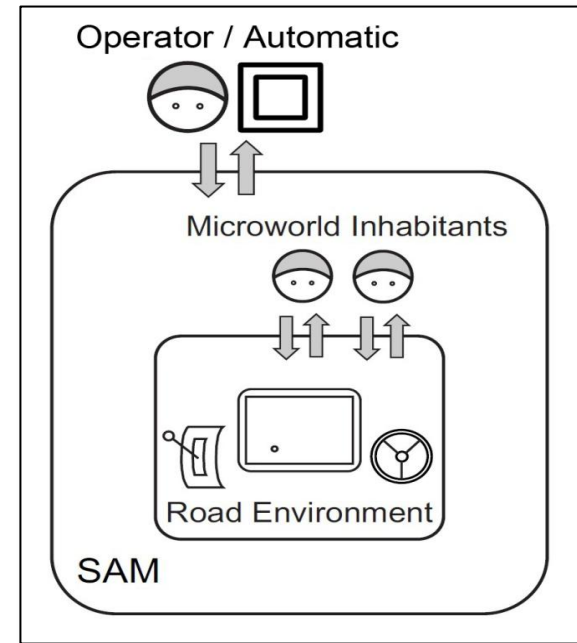 Operator / Automatic
Microworld Inhabitants
Road Environment
SAM